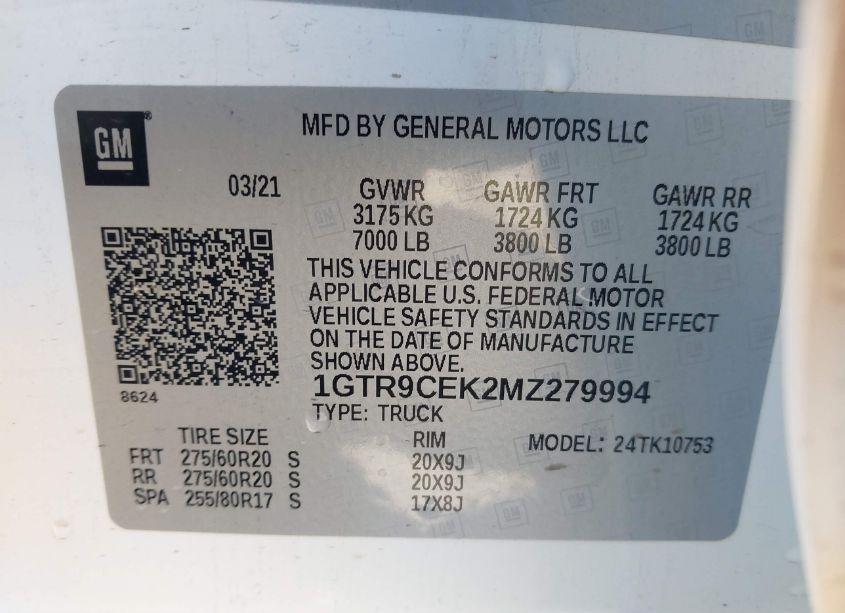 GM®
MFD BY GENERAL MOTORS LLC
03/21
GVWR GAWR FRT GAWR RR
3175 KG 1724 KG 1724 KG
7000 LB 3800 LB 3800 LB
THIS VEHICLE CONFORMS TO ALL
APPLICABLE U.S. FEDERAL MOTOR
VEHICLE SAFETY STANDARDS IN EFFECT
ON THE DATE OF MANUFACTURE
SHOWN ABOVE.
8624
1GTR9CEK2MZ279994
TYPE: TRUCK
TIRE SIZE RIM MODEL: 24TK10753
FRT 275/60R20 S 20X9J
RR 275/60R20 S 20X9J
SPA 255/80R17 S 17X8J